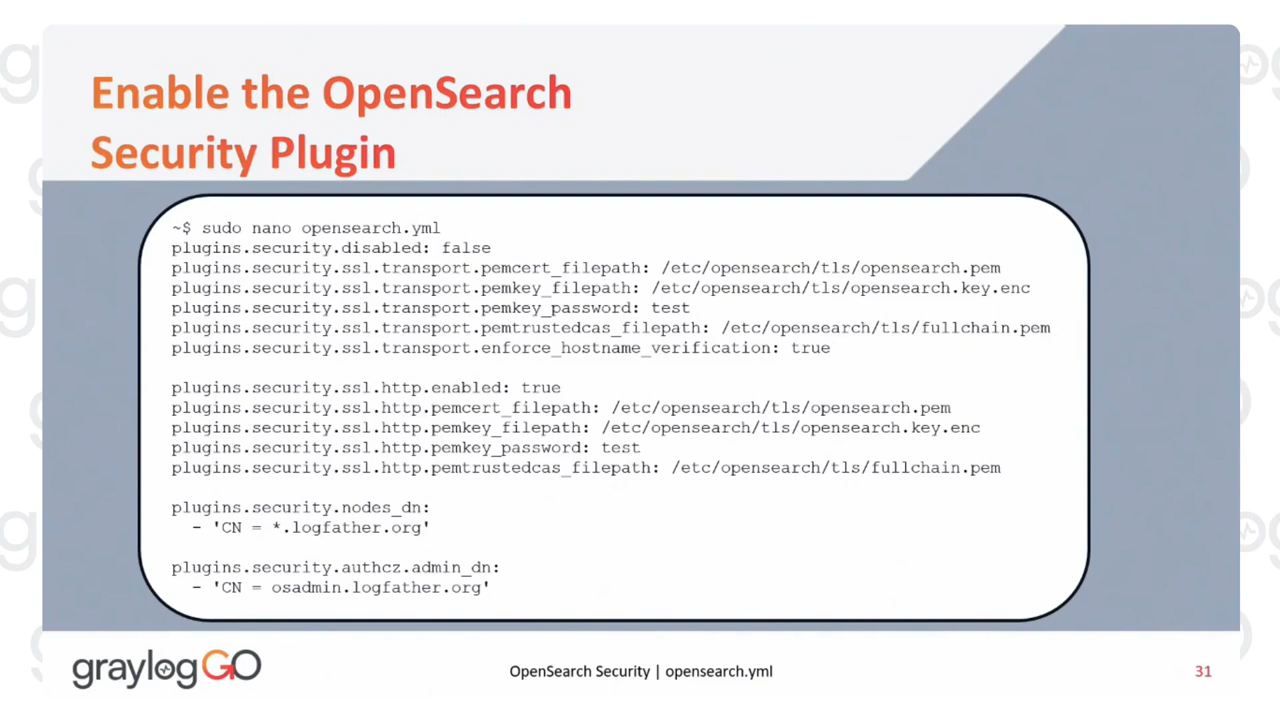 Enable the OpenSearch
Security Plugin
~$ sudo nano opensearch.yml
plugins.security.disabled: false
plugins.security.ssl.transport.pemcert_filepath: /etc/opensearch/tls/opensearch.pem
plugins.security.ssl.transport.pemkey_filepath: /etc/opensearch/tls/opensearch.key.enc
plugins.security.ssl.transport.pemkey_password: test
plugins.security.ssl.transport.pemtrustedcas_filepath: /etc/opensearch/tls/fullchain.pem
plugins.security.ssl.transport.enforce_hostname_verification: true
plugins.security.ssl.http.enabled: true
plugins.security.ssl.http.pemcert_filepath: /etc/opensearch/tls/opensearch.pem
plugins.security.ssl.http.pemkey_filepath: /etc/opensearch/tls/opensearch.key.enc
plugins.security.ssl.http.pemkey_password: test
plugins.security.ssl.http.pemtrustedcas_filepath: /etc/opensearch/tls/fullchain.pem
plugins.security.nodes_dn:
- 'CN = *.logfather.org'
plugins.security.authcz.admin_dn:
- 'CN = osadmin.logfather.org'
graylog GO
OpenSearch Security | opensearch.yml
31